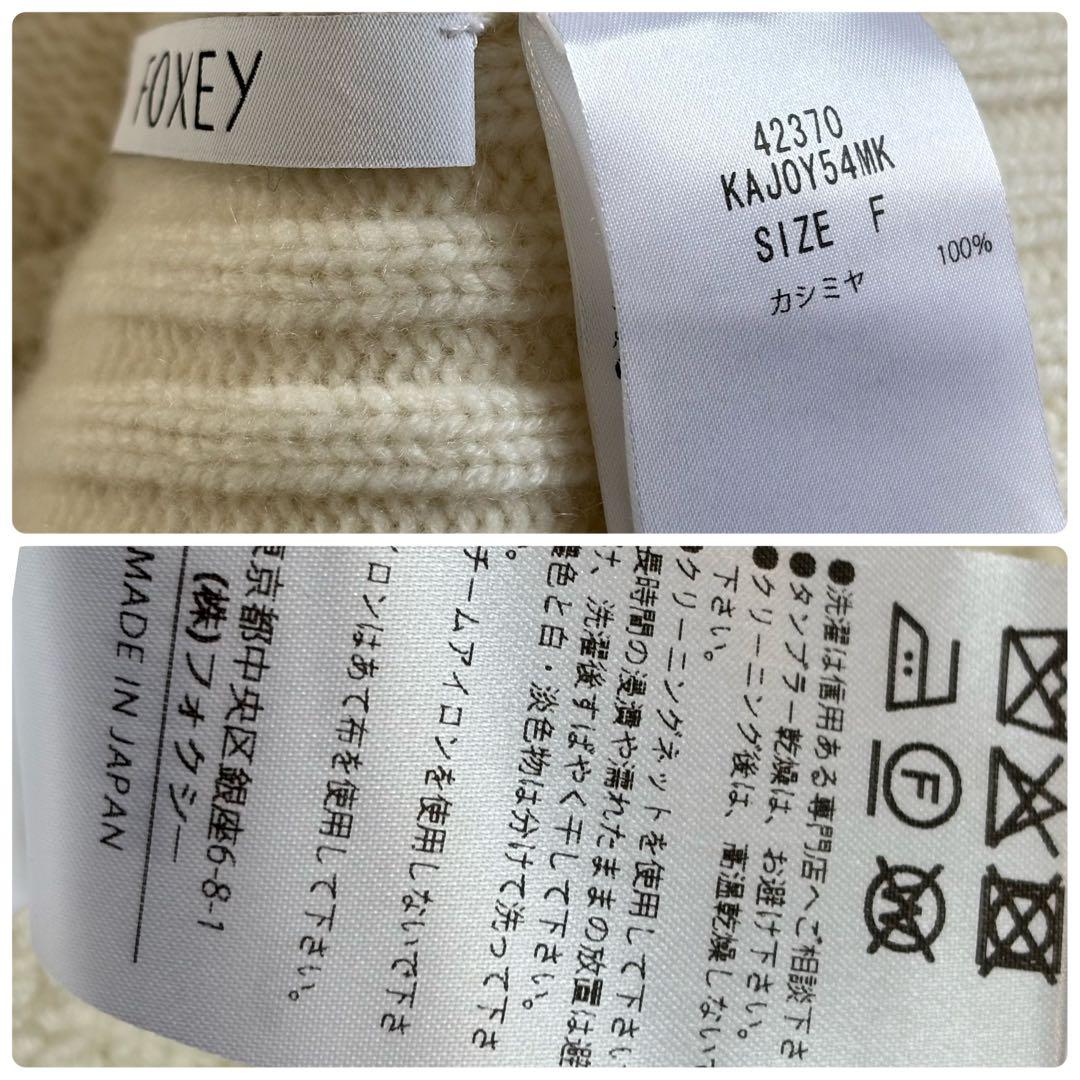 FOXEY
42370
KAJOY54MK
SIZE F
カシミヤ 100%
F
W
●洗濯は信用ある専門店へご相談下さ
●タンブラー乾燥は、お避け下さい。
●クリーニング後は、高温乾燥しない
下さい。
●クリーニングネットを使用して下さい
長時間の浸漬や濡れたままの放置は避
け、洗濯後すばやく干して下さい。
色と白・淡色物は分けて洗って下さ
チームアイロンを使用しないで下さ
ロンはあて布を使用して下さい。
東京都中央区銀座6-8-1
(株)フォクシー
MADE IN JAPAN